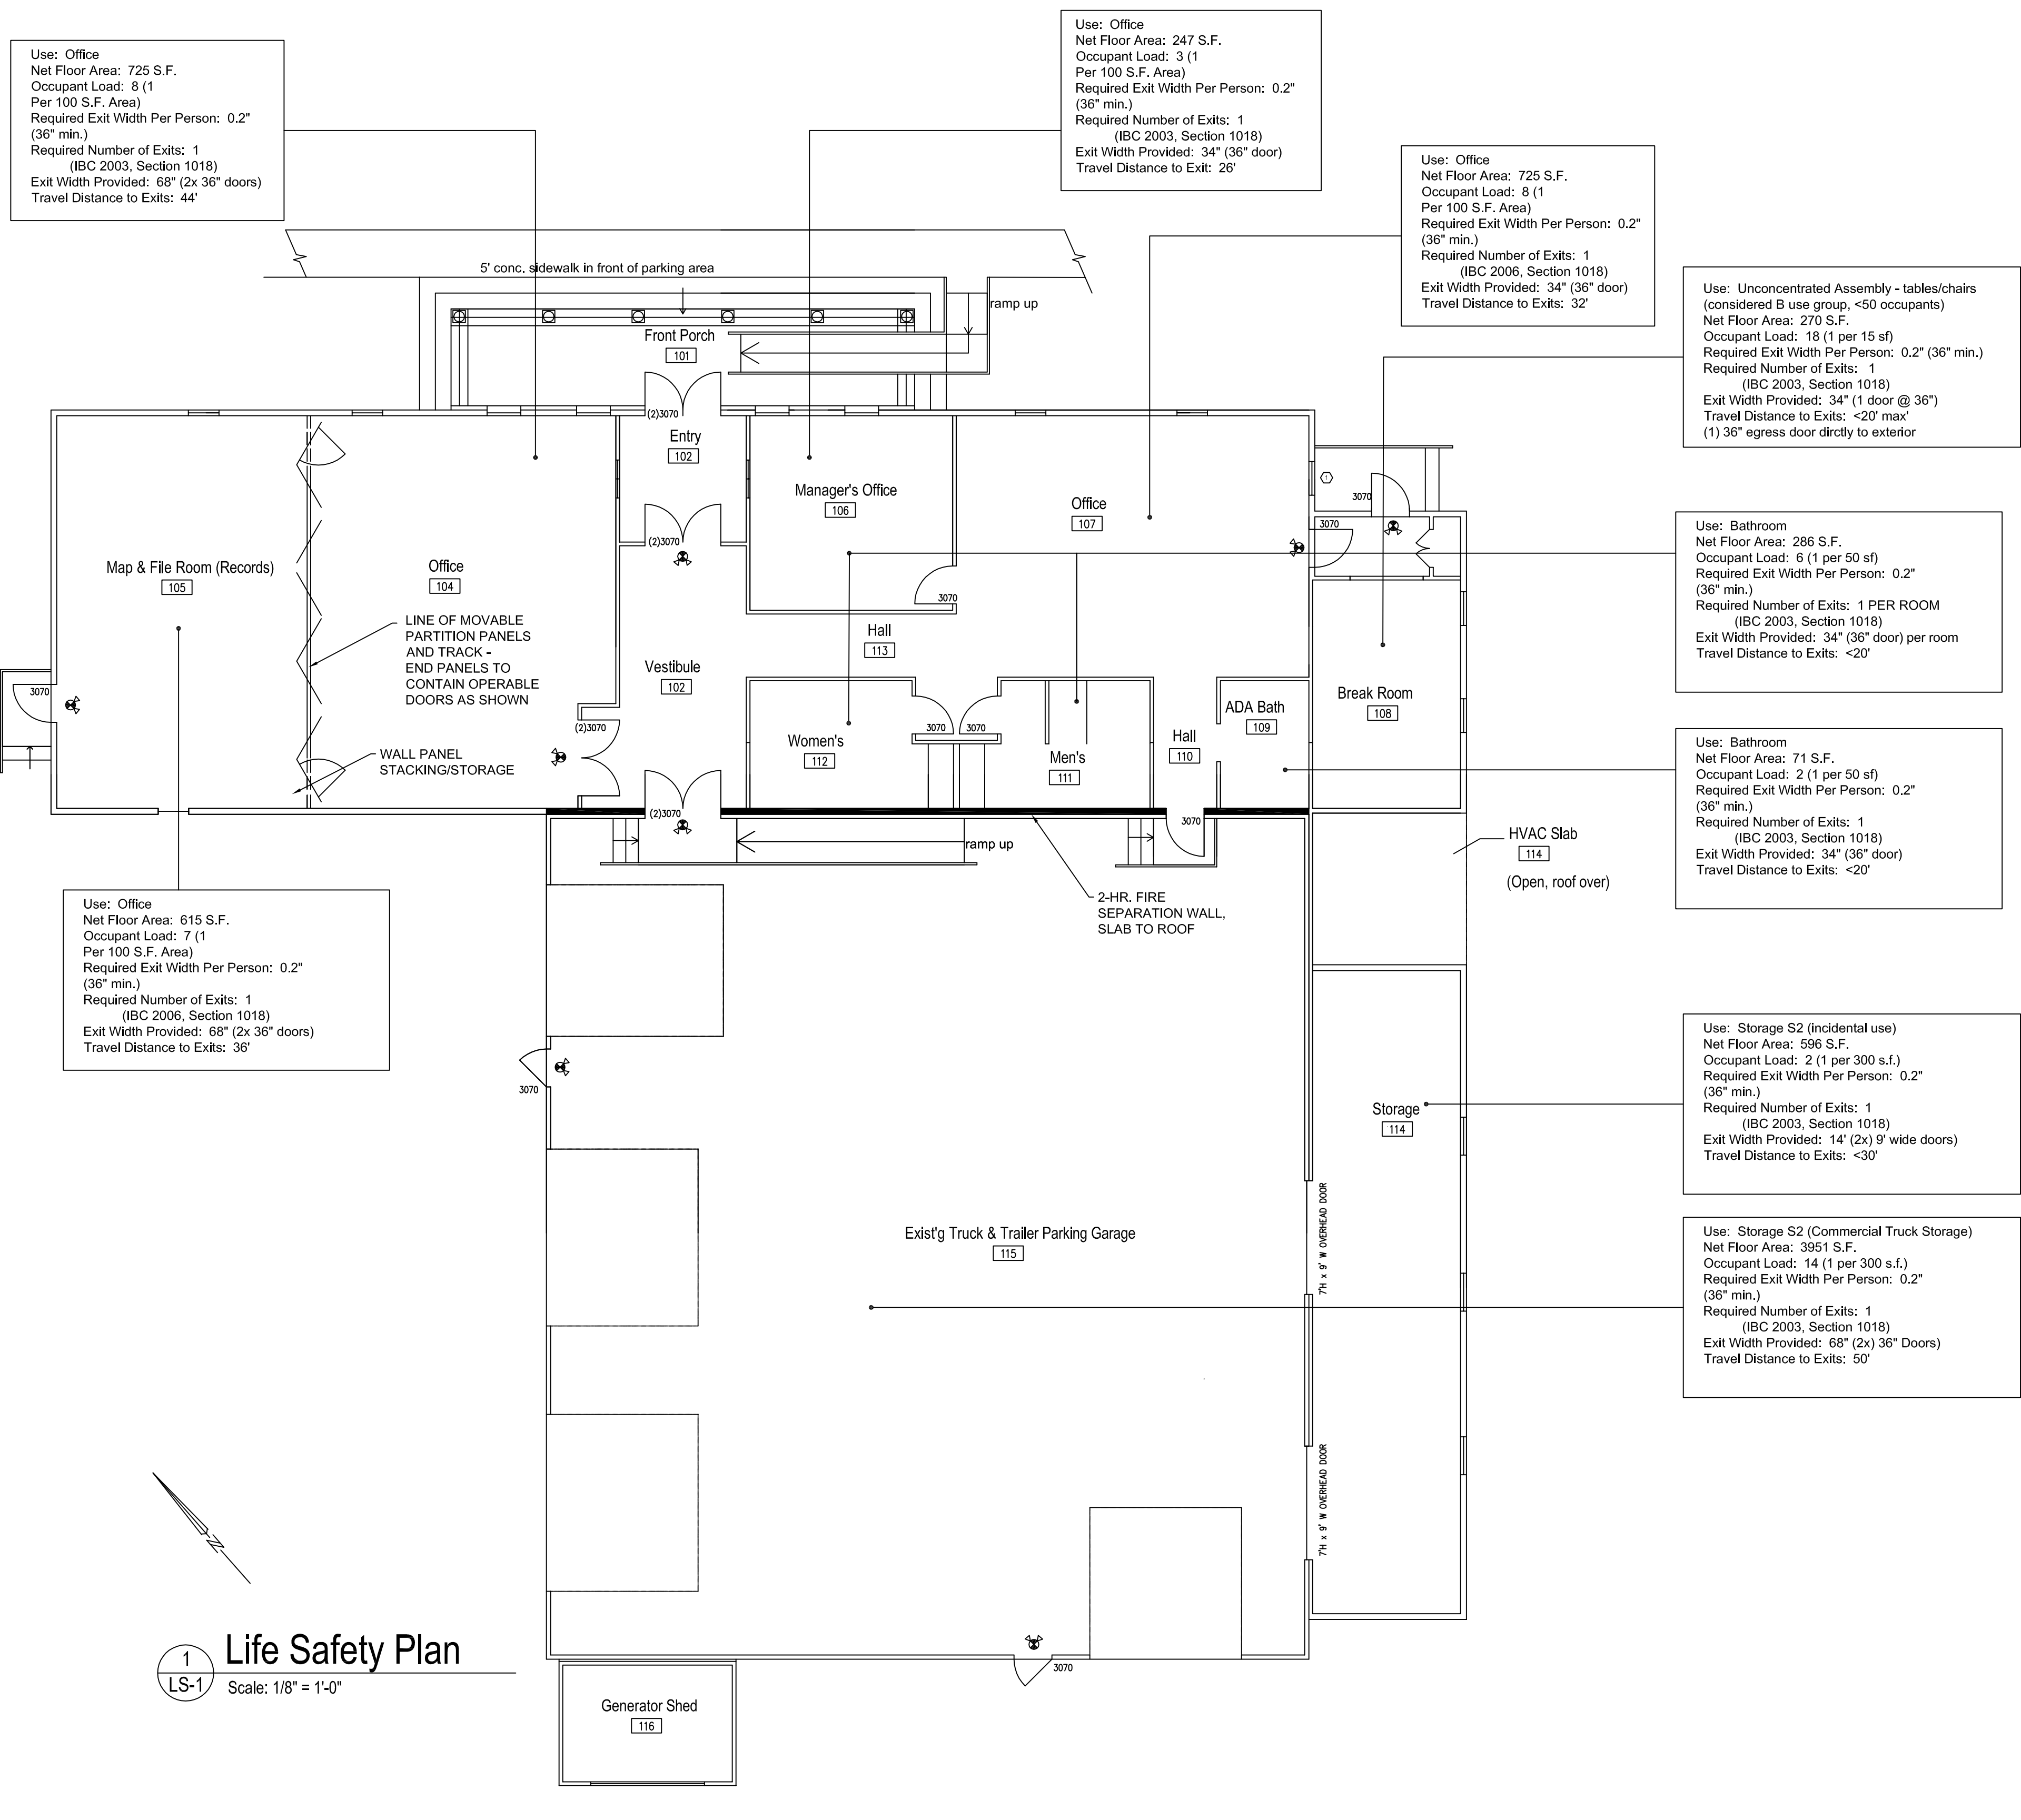 Use: Office
Net Floor Area: 725 S.F.
Occupant Load: 8 (1
Per 100 S.F. Area)
Required Exit Width Per Person: 0.2"
(36" min.)
Required Number of Exits: 1
(IBC 2003, Section 1018)
Exit Width Provided: 68" (2x 36" doors)
Travel Distance to Exits: 44'
Use: Office
Net Floor Area: 247 S.F.
Occupant Load: 3 (1
Per 100 S.F. Area)
Required Exit Width Per Person: 0.2"
(36" min.)
Required Number of Exits: 1
(IBC 2003, Section 1018)
Exit Width Provided: 34" (36" door)
Travel Distance to Exit: 26'
Use: Office
Net Floor Area: 725 S.F.
Occupant Load: 8 (1
Per 100 S.F. Area)
Required Exit Width Per Person: 0.2"
(36" min.)
Required Number of Exits: 1
(IBC 2006, Section 1018)
Exit Width Provided: 34" (36" door)
Travel Distance to Exits: 32'
Use: Unconcentrated Assembly - tables/chairs
(considered B use group, <50 occupants)
Net Floor Area: 270 S.F.
Occupant Load: 18 (1 per 15 sf)
Required Exit Width Per Person: 0.2" (36" min.)
Required Number of Exits: 1
(IBC 2003, Section 1018)
Exit Width Provided: 34" (1 door @ 36")
Travel Distance to Exits: <20' max'
(1) 36" egress door dirctly to exterior
Use: Bathroom
Net Floor Area: 286 S.F.
Occupant Load: 6 (1 per 50 sf)
Required Exit Width Per Person: 0.2"
(36" min.)
Required Number of Exits: 1 PER ROOM
(IBC 2003, Section 1018)
Exit Width Provided: 34" (36" door) per room
Travel Distance to Exits: <20'
Use: Bathroom
Net Floor Area: 71 S.F.
Occupant Load: 2 (1 per 50 sf)
Required Exit Width Per Person: 0.2"
(36" min.)
Required Number of Exits: 1
(IBC 2003, Section 1018)
Exit Width Provided: 34" (36" door)
Travel Distance to Exits: <20'
Use: Storage S2 (incidental use)
Net Floor Area: 596 S.F.
Occupant Load: 2 (1 per 300 s.f.)
Required Exit Width Per Person: 0.2"
(36" min.)
Required Number of Exits: 1
(IBC 2003, Section 1018)
Exit Width Provided: 14' (2x) 9' wide doors)
Travel Distance to Exits: <30'
Use: Storage S2 (Commercial Truck Storage)
Net Floor Area: 3951 S.F.
Occupant Load: 14 (1 per 300 s.f.)
Required Exit Width Per Person: 0.2"
(36" min.)
Required Number of Exits: 1
(IBC 2003, Section 1018)
Exit Width Provided: 68" (2x) 36" Doors)
Travel Distance to Exits: 50'
Use: Office
Net Floor Area: 615 S.F.
Occupant Load: 7 (1
Per 100 S.F. Area)
Required Exit Width Per Person: 0.2"
(36" min.)
Required Number of Exits: 1
(IBC 2006, Section 1018)
Exit Width Provided: 68" (2x 36" doors)
Travel Distance to Exits: 36'
5' conc. sidewalk in front of parking area
ramp up
Front Porch
101
(2)3070
Entry
102
(2)3070
Manager's Office
106
3070
Office
107
3070
3070
Map & File Room (Records)
105
3070
Office
104
LINE OF MOVABLE
PARTITION PANELS
AND TRACK -
END PANELS TO
CONTAIN OPERABLE
DOORS AS SHOWN
WALL PANEL
STACKING/STORAGE
Hall
113
Vestibule
102
(2)3070
Women's
112
3070
3070
Men's
111
Hall
110
ADA Bath
109
Break Room
108
(2)3070
3070
ramp up
HVAC Slab
114
(Open, roof over)
2-HR. FIRE
SEPARATION WALL,
SLAB TO ROOF
3070
Storage
114
Exist'g Truck & Trailer Parking Garage
115
7'H x 9' W OVERHEAD DOOR
7'H x 9' W OVERHEAD DOOR
3070
N
1
LS-1
Life Safety Plan
Scale: 1/8" = 1'-0"
Generator Shed
116